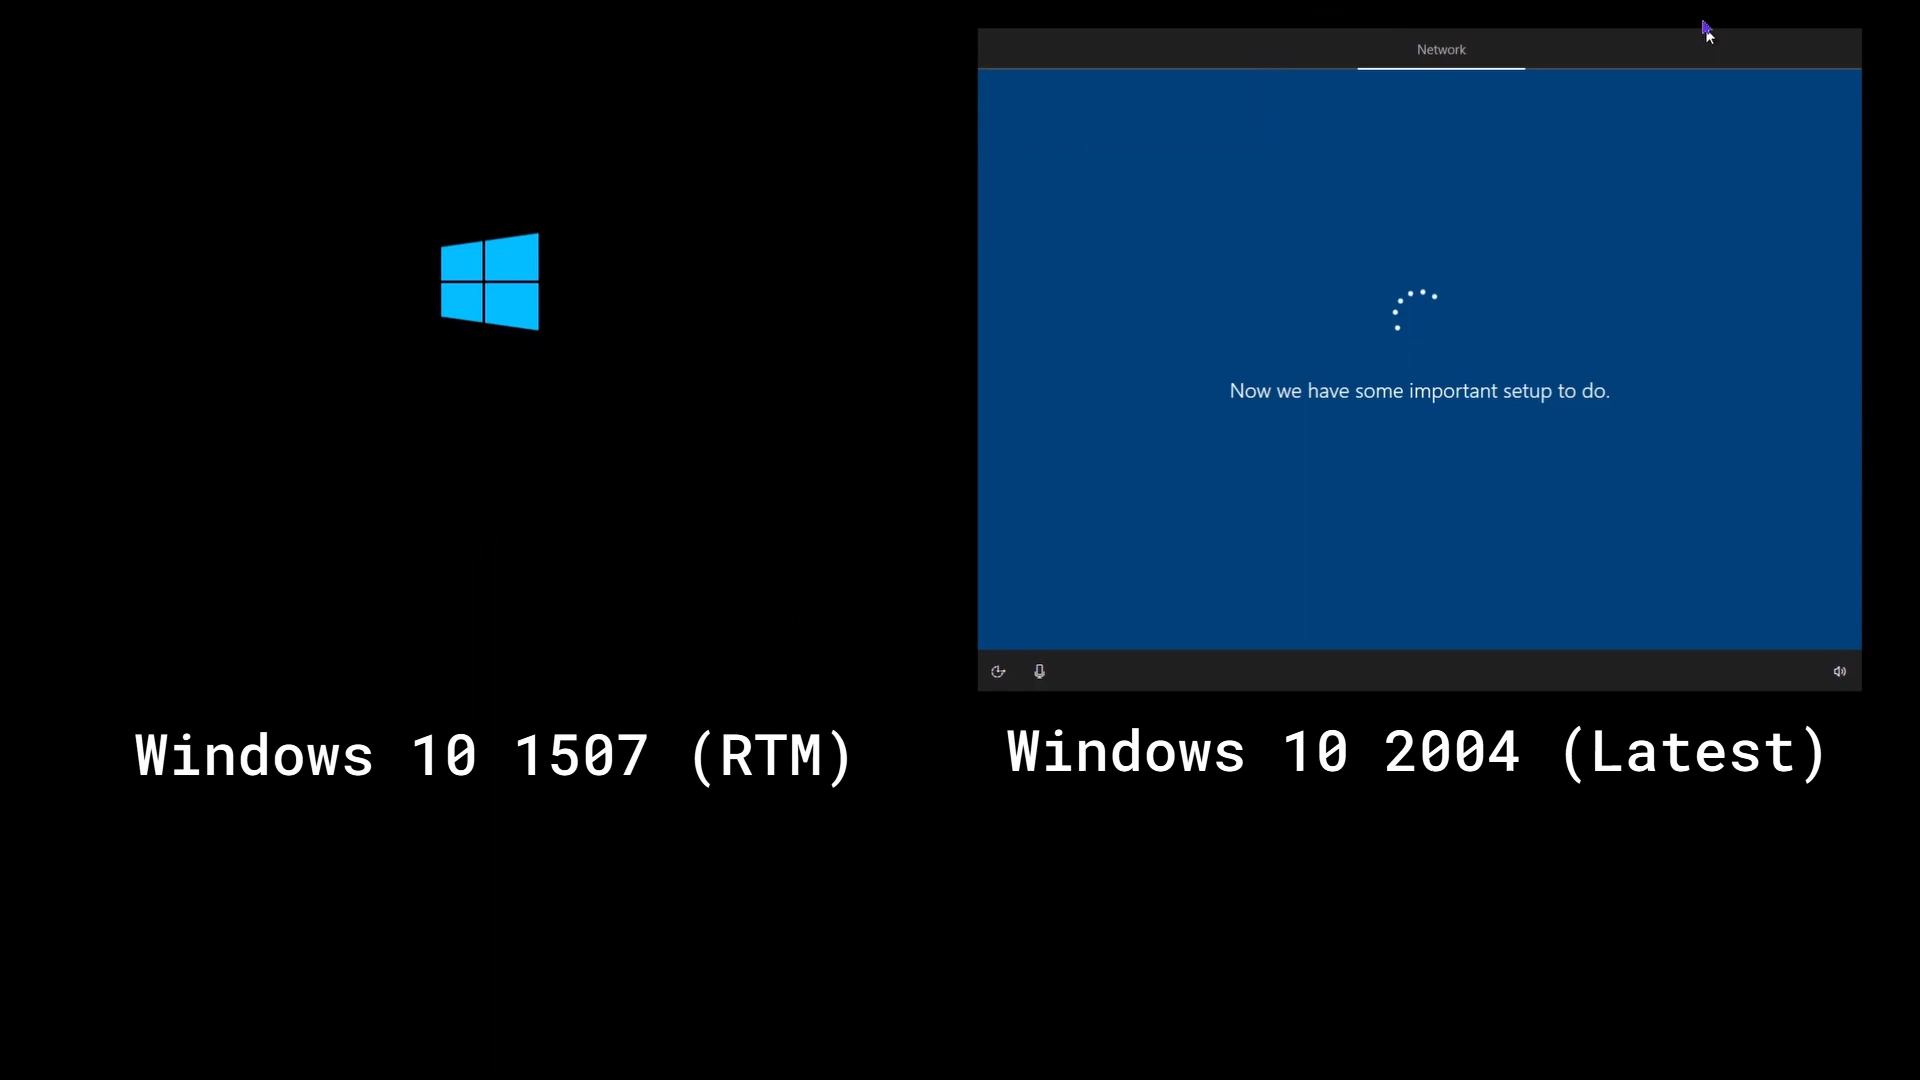 Network
Now we have some important setup to do.
Windows 10 1507 (RTM)
Windows 10 2004 (Latest)